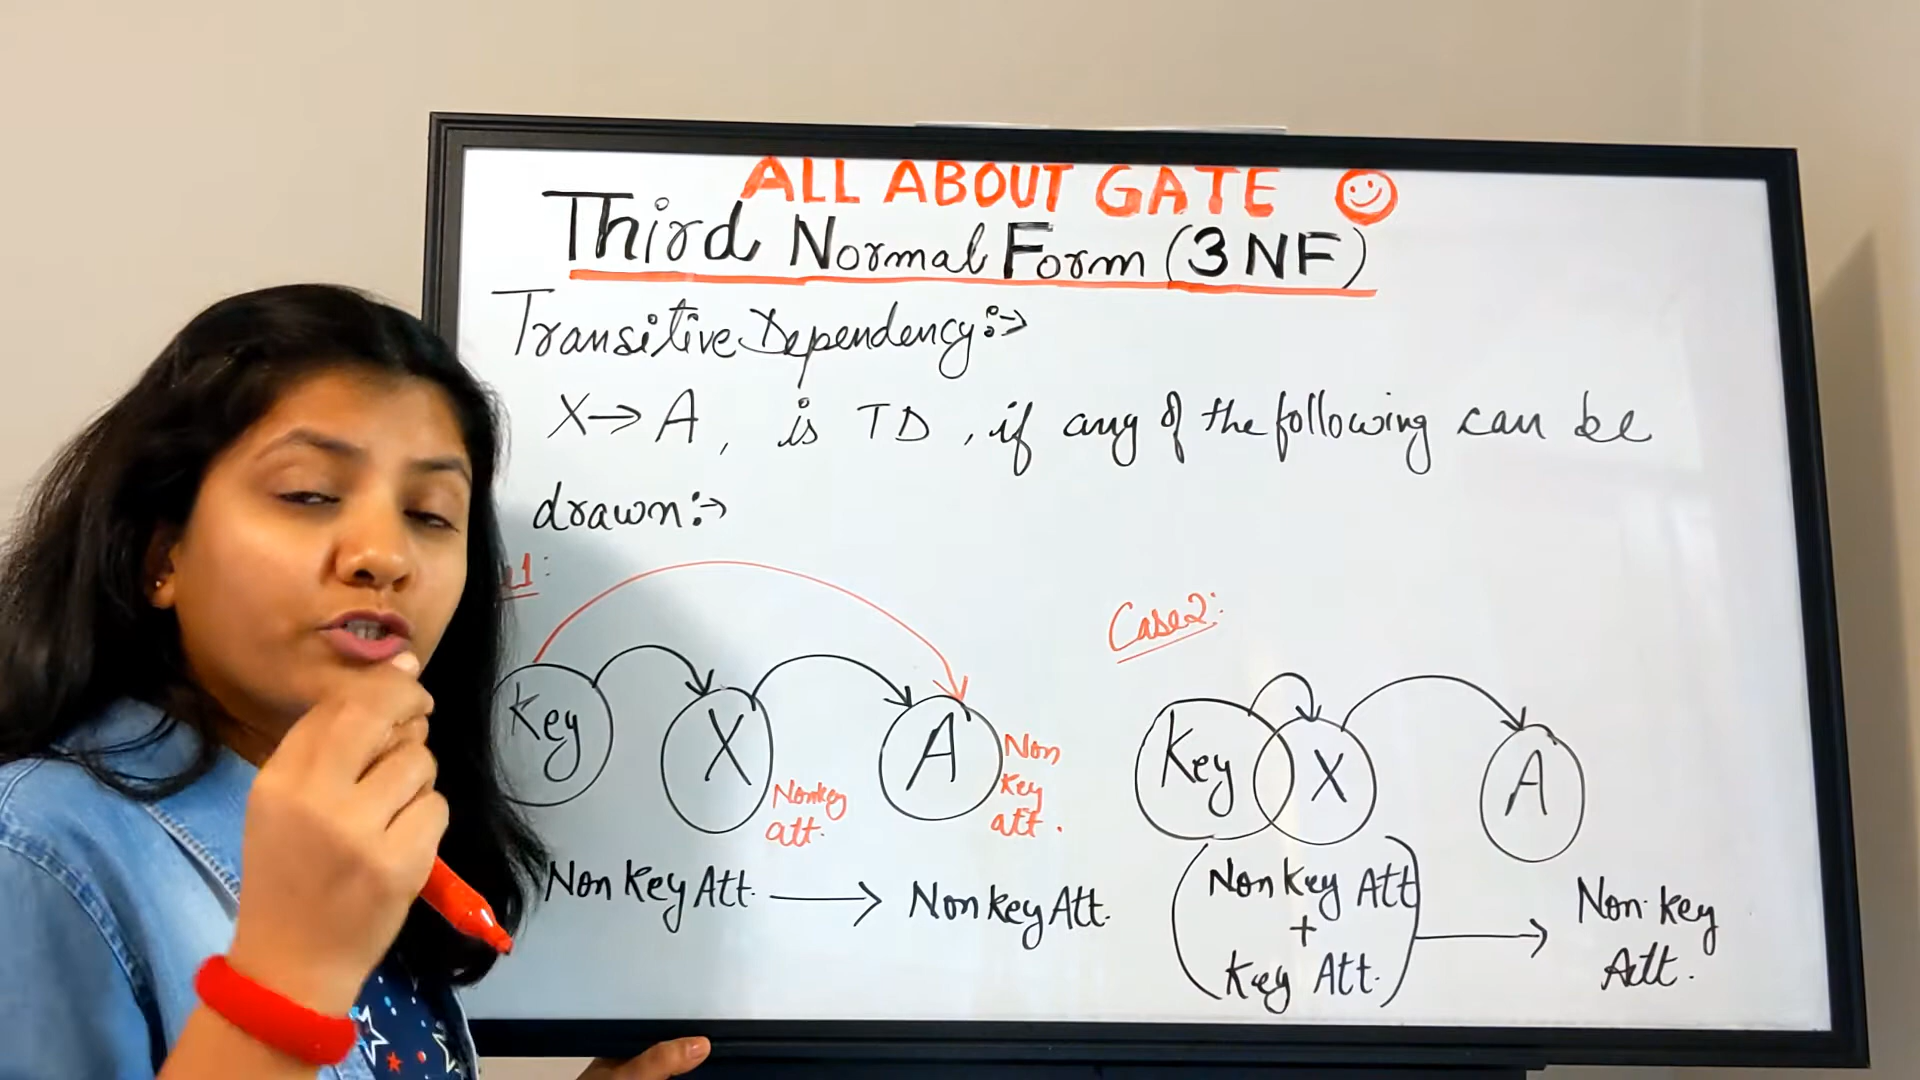 ALL ABOUT GATE
Third Normal Form (3NF)
Transitive Dependency:→
X→A, is TD, if any of the following can be
drawn:→
1:
Case2:
Key
X
A
Nonkey
att.
Non
key
att.
Key
X
A
Non Key Att. → Non key Att.
(Non key Att
+
Key Att.) →
Non-key
Att.